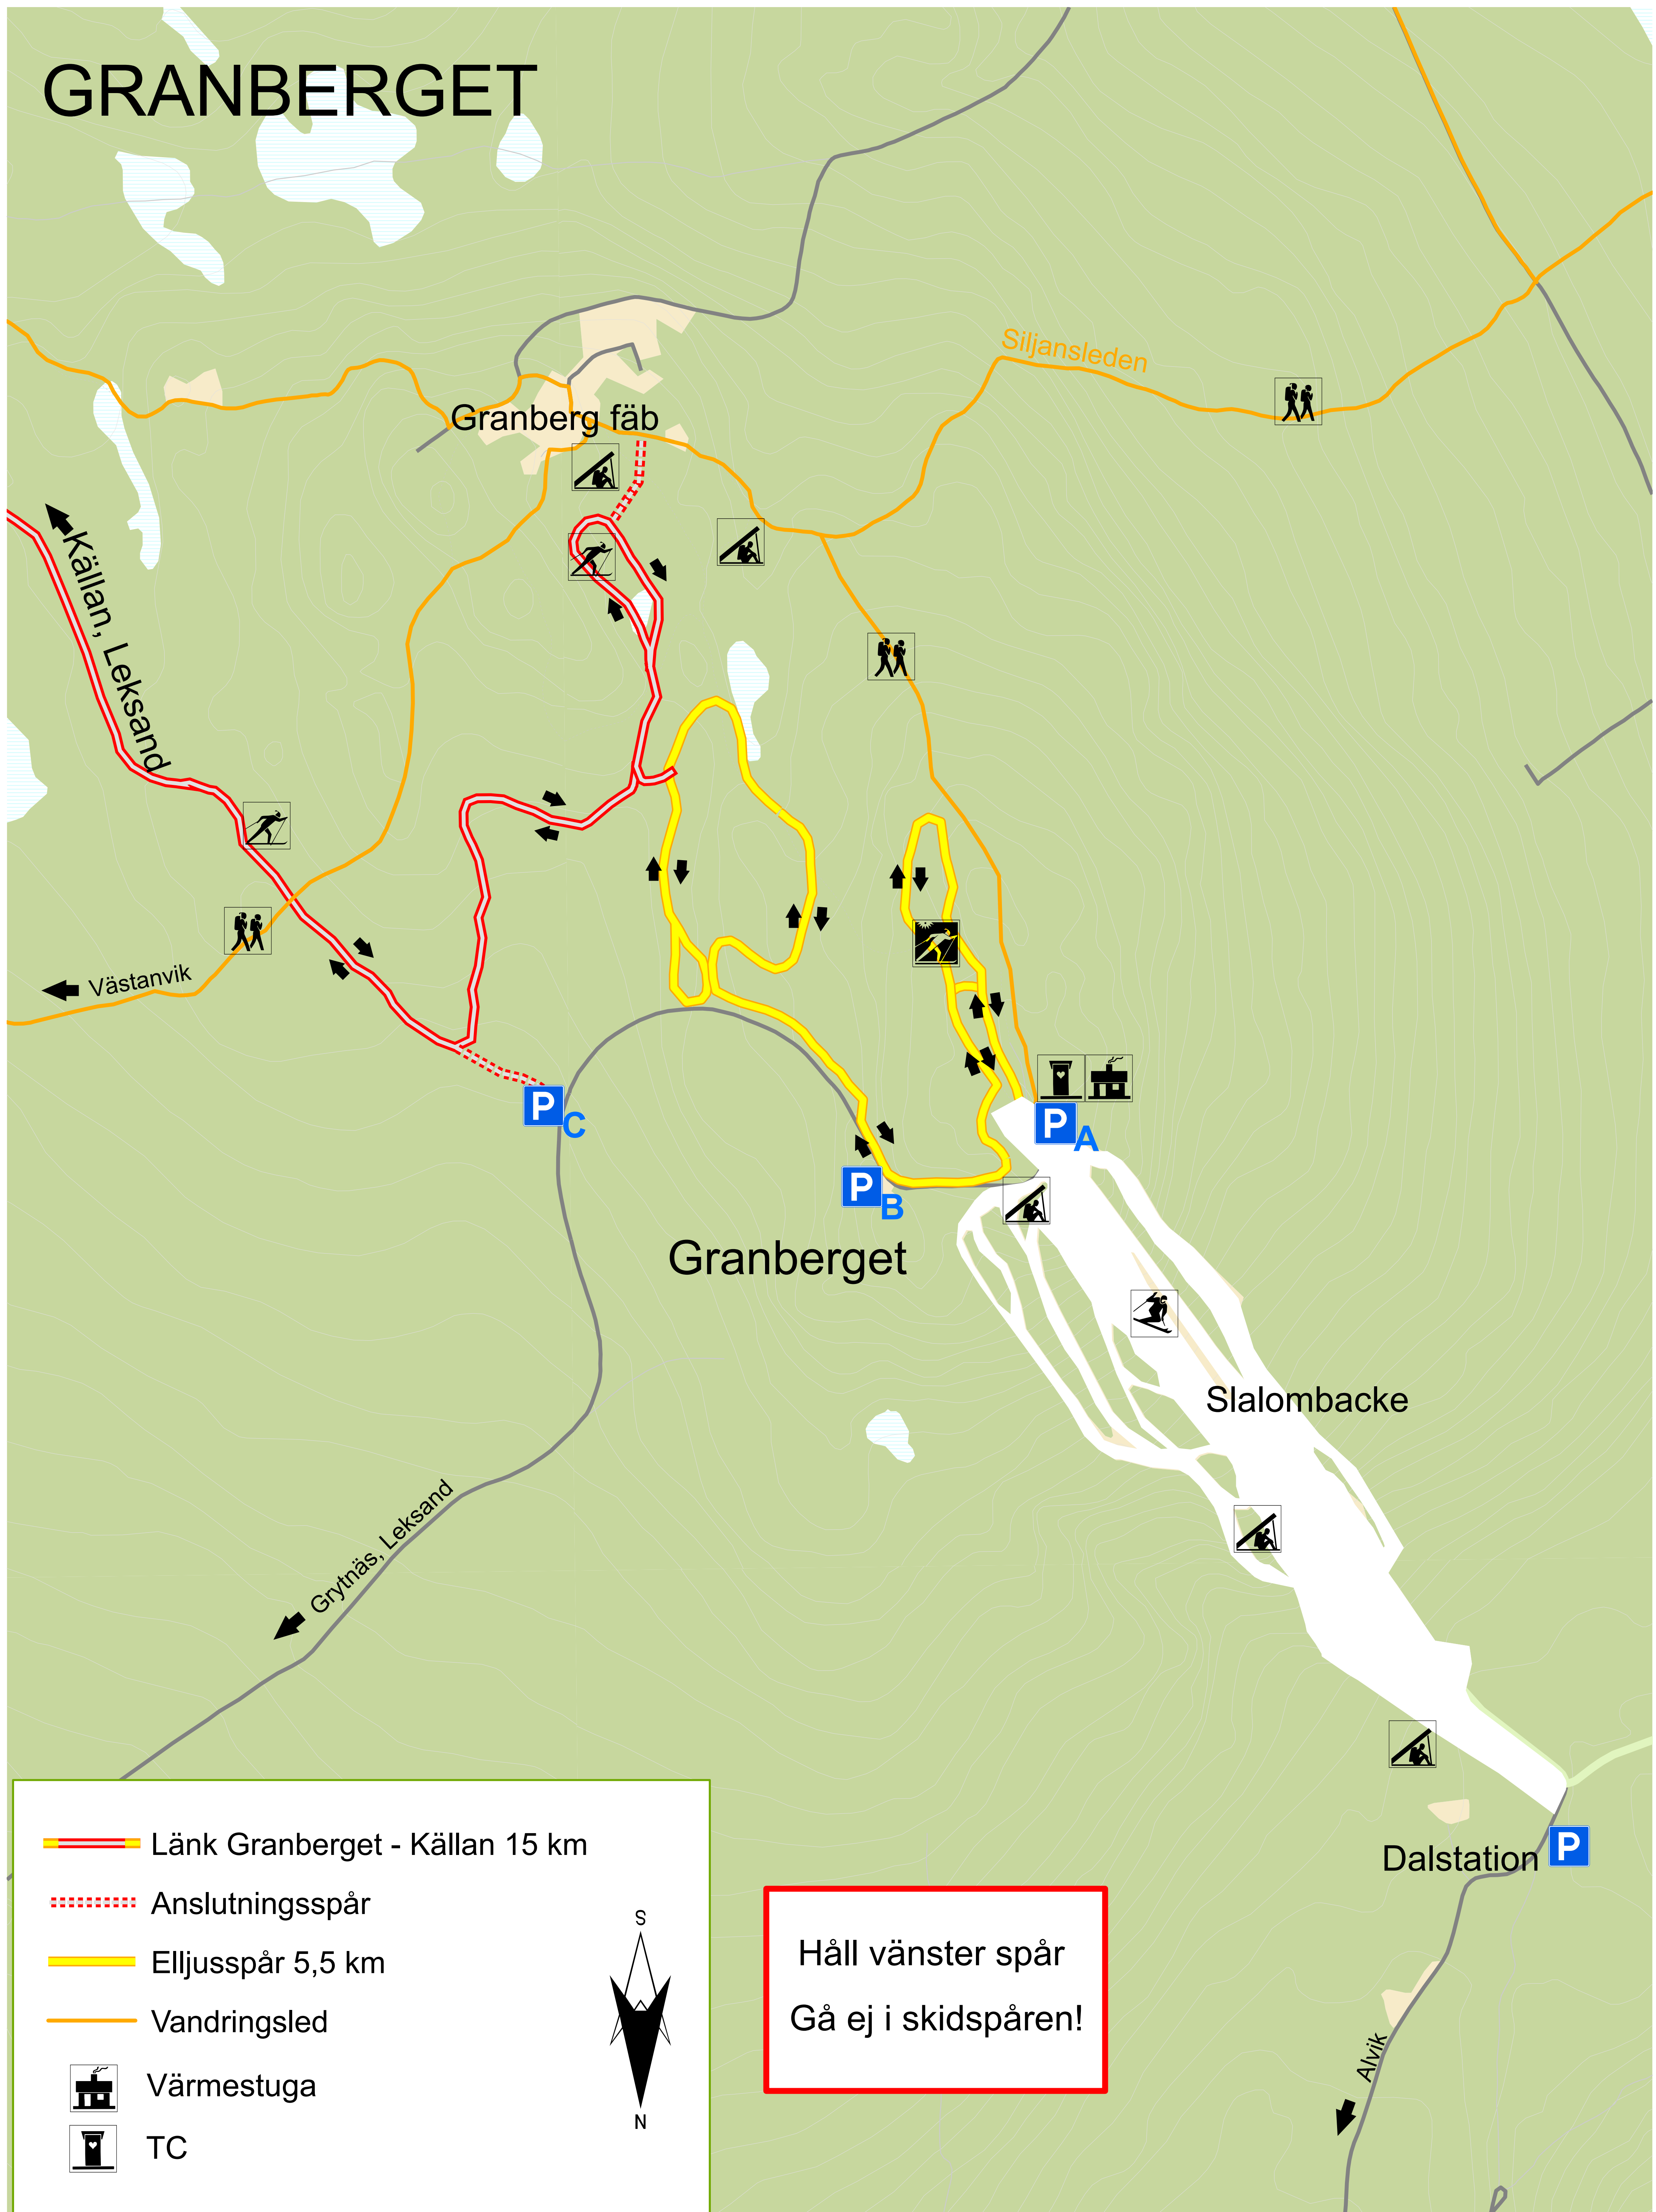 GRANBERGET
Siljansleden
Granberg fäb
Källan, Leksand
Västanvik
P
C
P
A
P
B
Granberget
Slalombacke
Grytnäs, Leksand
Dalstation
P
Alvik
Länk Granberget - Källan 15 km
Anslutningsspår
Elljusspår 5,5 km
Vandringsled
Värmestuga
TC
S
N
Håll vänster spår
Gå ej i skidspåren!